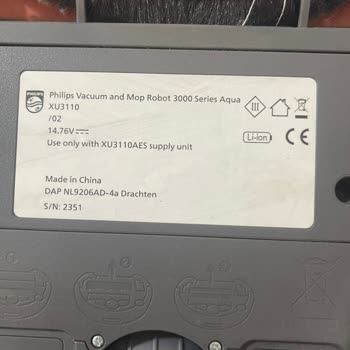 PHILIPS
Philips Vacuum and Mop Robot 3000 Series Aqua
XU3110
/02
14.76V⎓
Use only with XU3110AES supply unit
Li-ion
CE
Made in China
DAP NL9206AD-4a Drachten
S/N: 2351